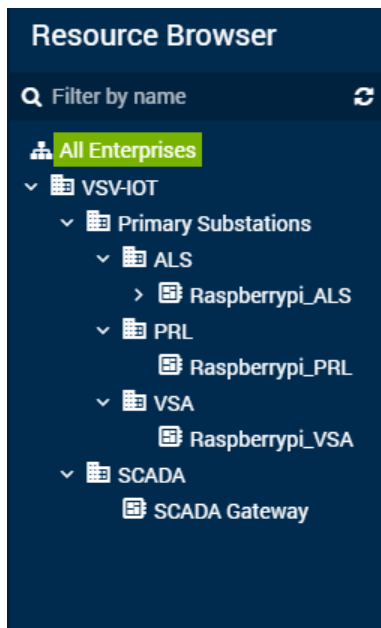 Resource Browser
Filter by name
All Enterprises
VSV-IOT
Primary Substations
ALS
Raspberrypi_ALS
PRL
Raspberrypi_PRL
VSA
Raspberrypi_VSA
SCADA
SCADA Gateway